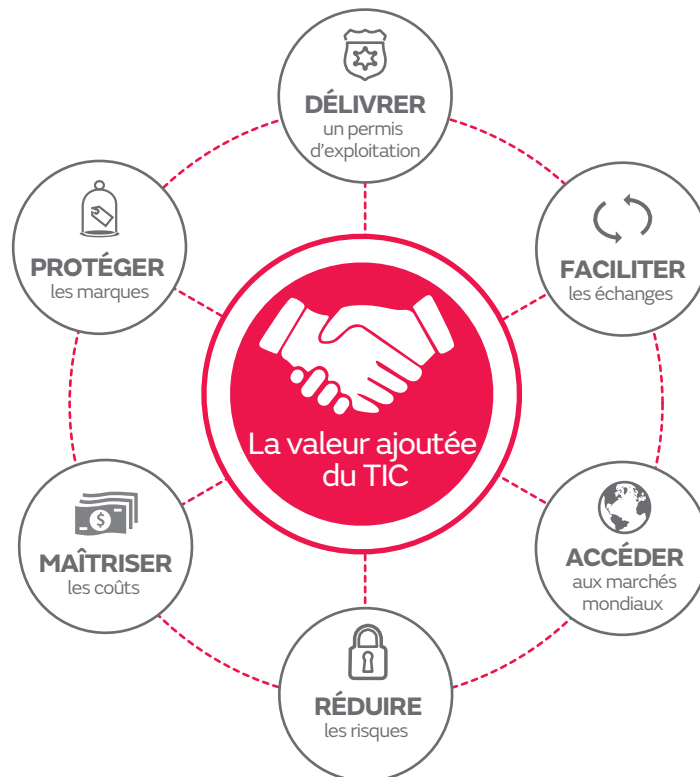 DÉLIVRER
un permis
d'exploitation
FACILITER
les échanges
ACCÉDER
aux marchés
mondiaux
RÉDUIRE
les risques
MAÎTRISER
les coûts
PROTÉGER
les marques
La valeur ajoutée
du TIC